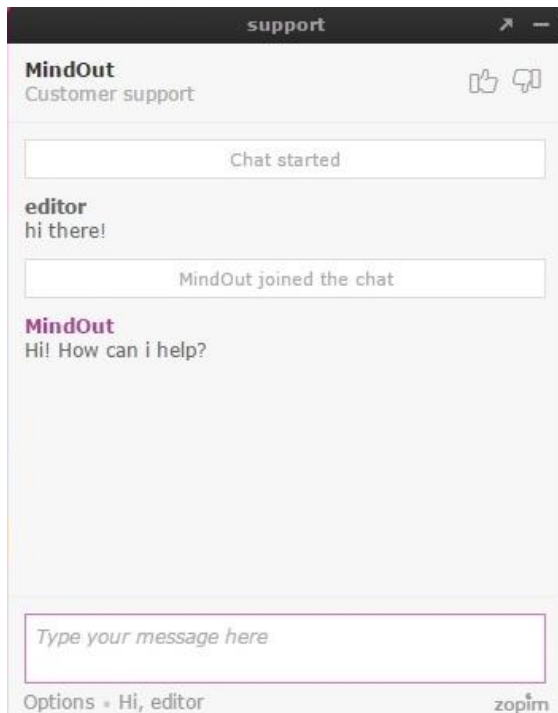 support
MindOut
Customer support
Chat started
editor
hi there!
MindOut joined the chat
MindOut
Hi! How can i help?
Type your message here
Options • Hi, editor
zopim